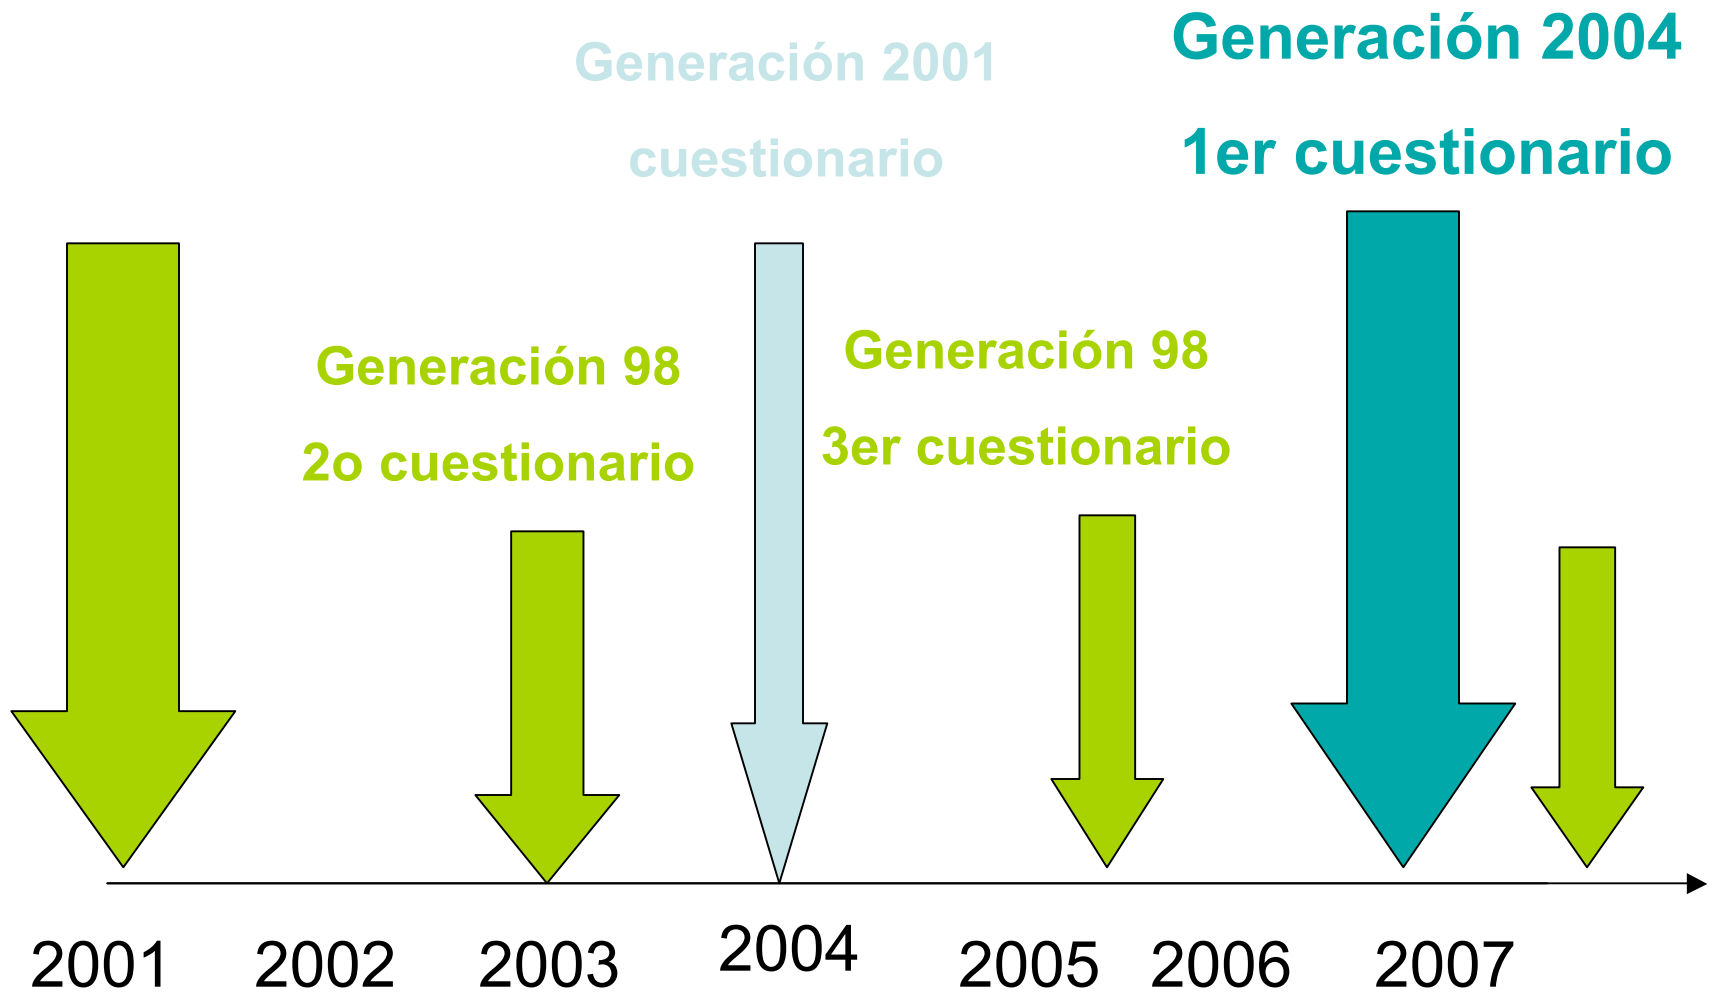 Generación 2001
cuestionario
Generación 2004
1er cuestionario
Generación 98
2o cuestionario
Generación 98
3er cuestionario
2001
2002
2003
2004
2005
2006
2007